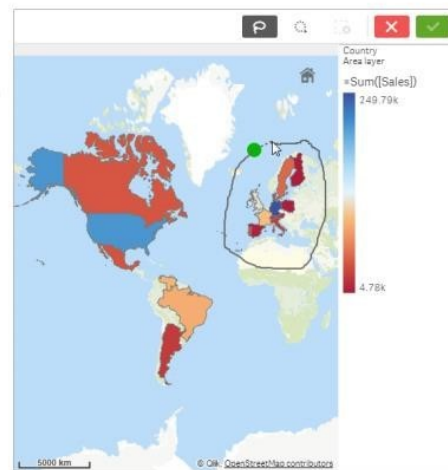 Country
Area layer
=Sum([Sales])
249.79k
4.78k
5000 km
© Qlik, OpenStreetMap contributors